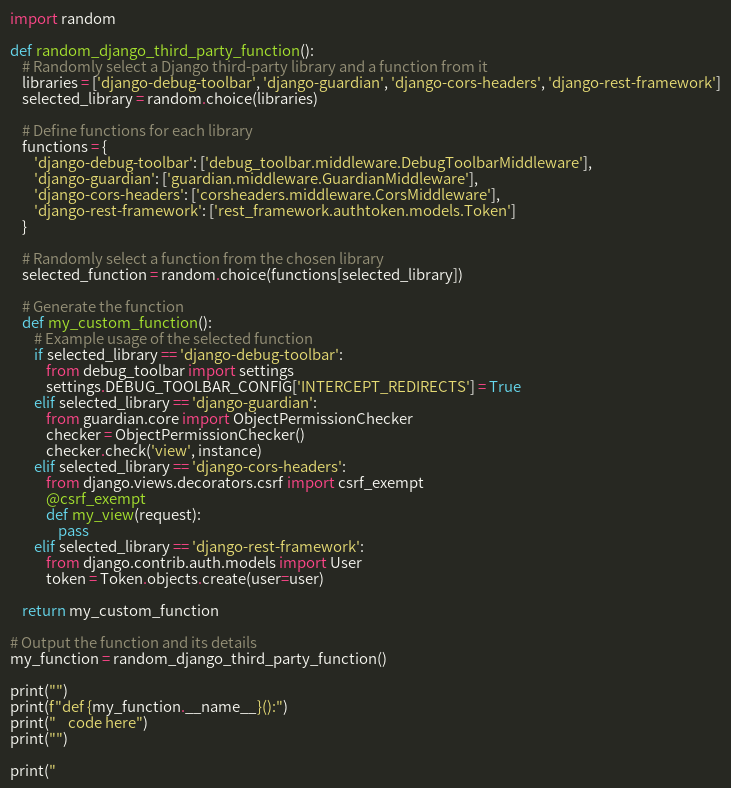 import random
def random_django_third_party_function():
# Randomly select a Django third-party library and a function from it
libraries = ['django-debug-toolbar', 'django-guardian', 'django-cors-headers', 'django-rest-framework']
selected_library = random.choice(libraries)
# Define functions for each library
functions = {
'django-debug-toolbar': ['debug_toolbar.middleware.DebugToolbarMiddleware'],
'django-guardian': ['guardian.middleware.GuardianMiddleware'],
'django-cors-headers': ['corsheaders.middleware.CorsMiddleware'],
'django-rest-framework': ['rest_framework.authtoken.models.Token']
}
# Randomly select a function from the chosen library
selected_function = random.choice(functions[selected_library])
# Generate the function
def my_custom_function():
# Example usage of the selected function
if selected_library == 'django-debug-toolbar':
from debug_toolbar import settings
settings.DEBUG_TOOLBAR_CONFIG['INTERCEPT_REDIRECTS'] = True
elif selected_library == 'django-guardian':
from guardian.core import ObjectPermissionChecker
checker = ObjectPermissionChecker()
checker.check('view', instance)
elif selected_library == 'django-cors-headers':
from django.views.decorators.csrf import csrf_exempt
@csrf_exempt
def my_view(request):
pass
elif selected_library == 'django-rest-framework':
from django.contrib.auth.models import User
token = Token.objects.create(user=user)
return my_custom_function
# Output the function and its details
my_function = random_django_third_party_function()
print("")
print(f"def {my_function.__name__}():")
print("    code here")
print("")
print("